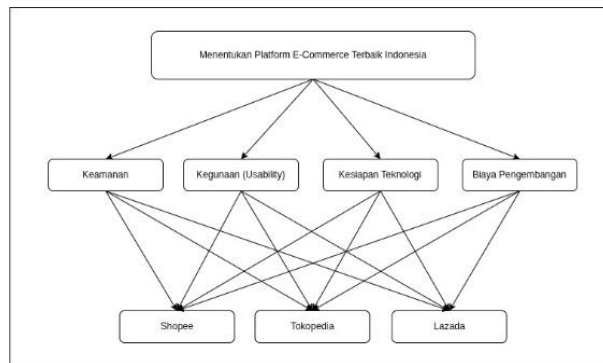 Menentukan Platform E-Commerce Terbaik Indonesia
Keamanan
Kegunaan (Usability)
Kesiapan Teknologi
Biaya Pengembangan
Shopee
Tokopedia
Lazada